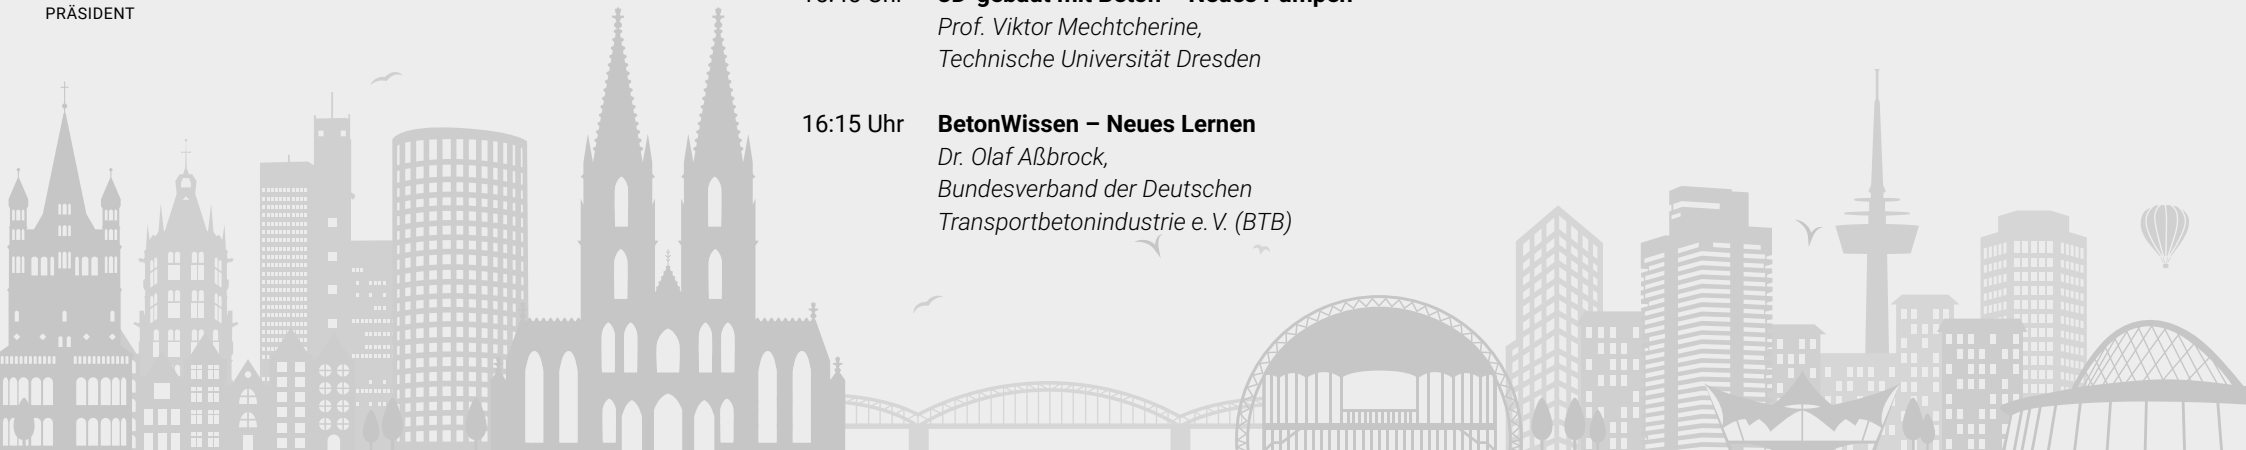 PRÄSIDENT
Prof. Viktor Mechtcherine,
Technische Universität Dresden
16:15 Uhr
BetonWissen – Neues Lernen
Dr. Olaf Aßbrock,
Bundesverband der Deutschen
Transportbetonindustrie e. V. (BTB)